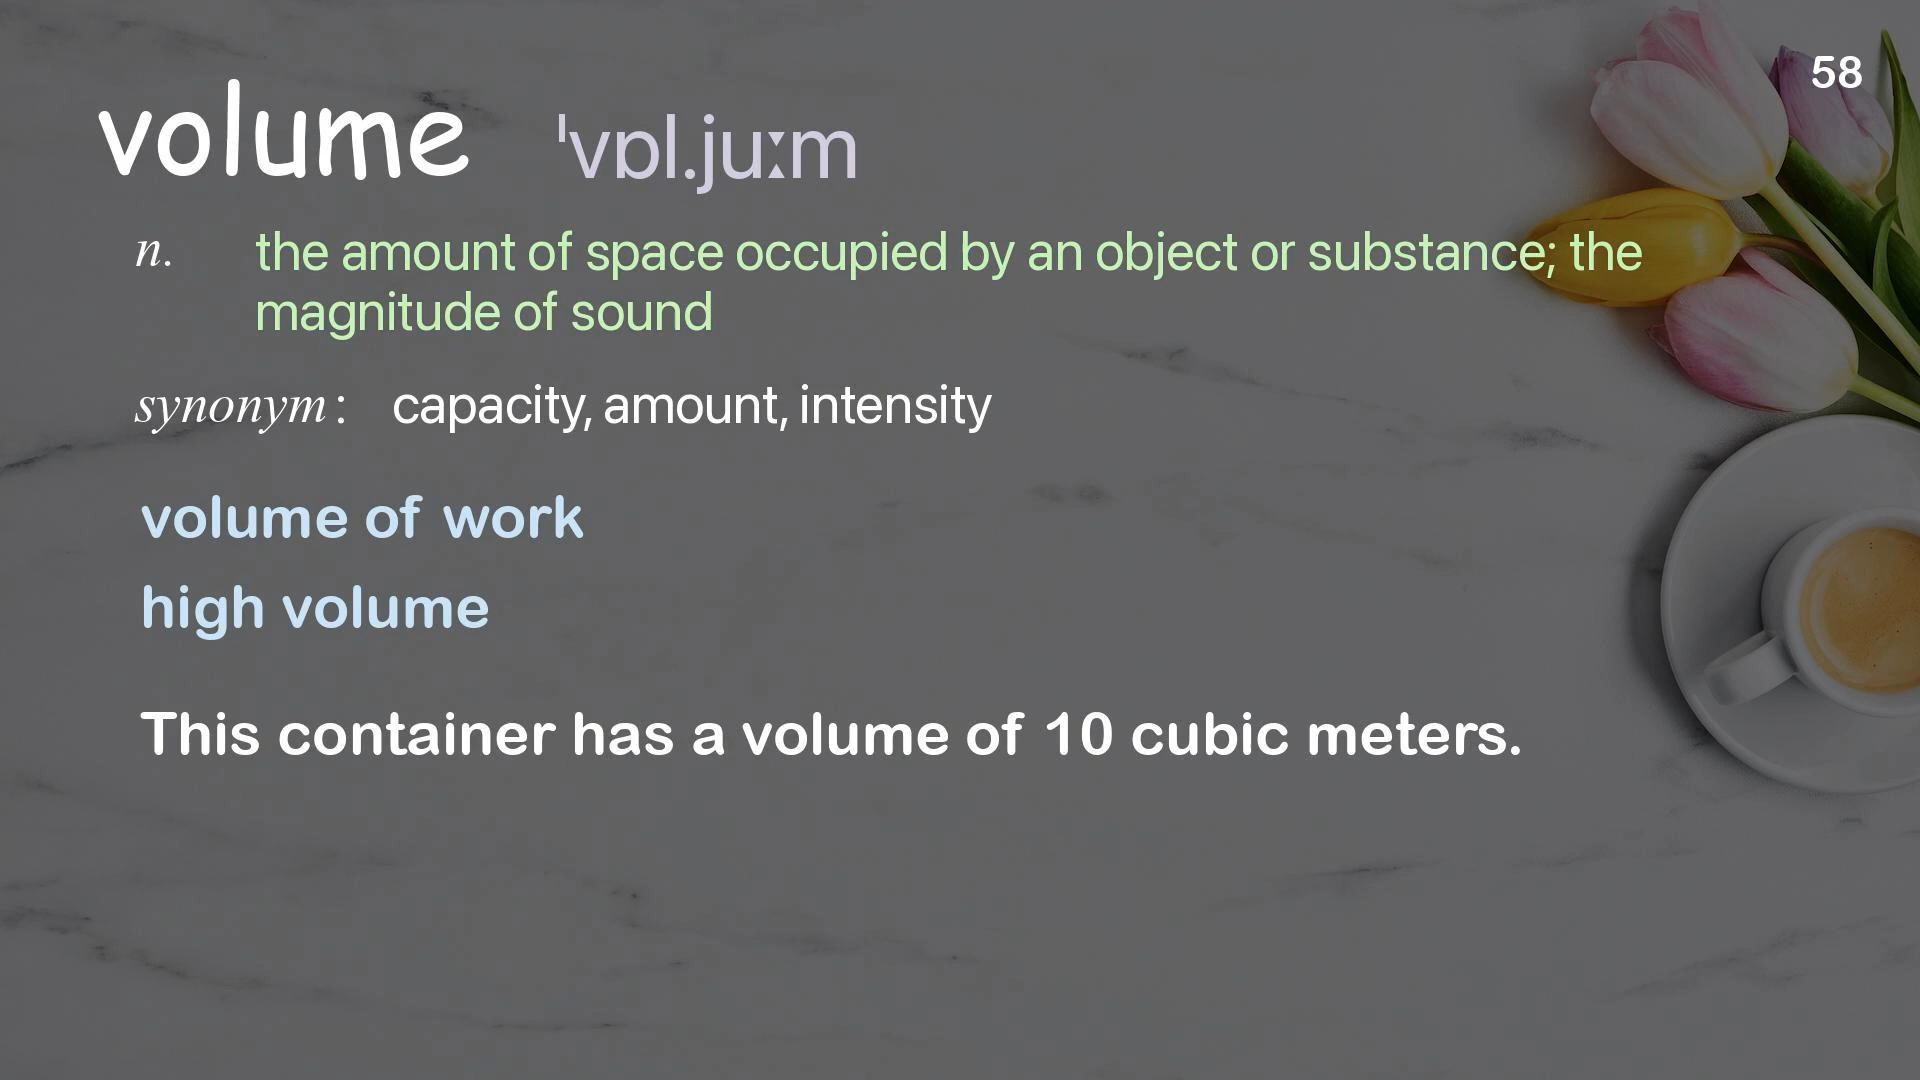 58
volume ˈvɒl.juːm
n. the amount of space occupied by an object or substance; the
magnitude of sound
synonym: capacity, amount, intensity
volume of work
high volume
This container has a volume of 10 cubic meters.